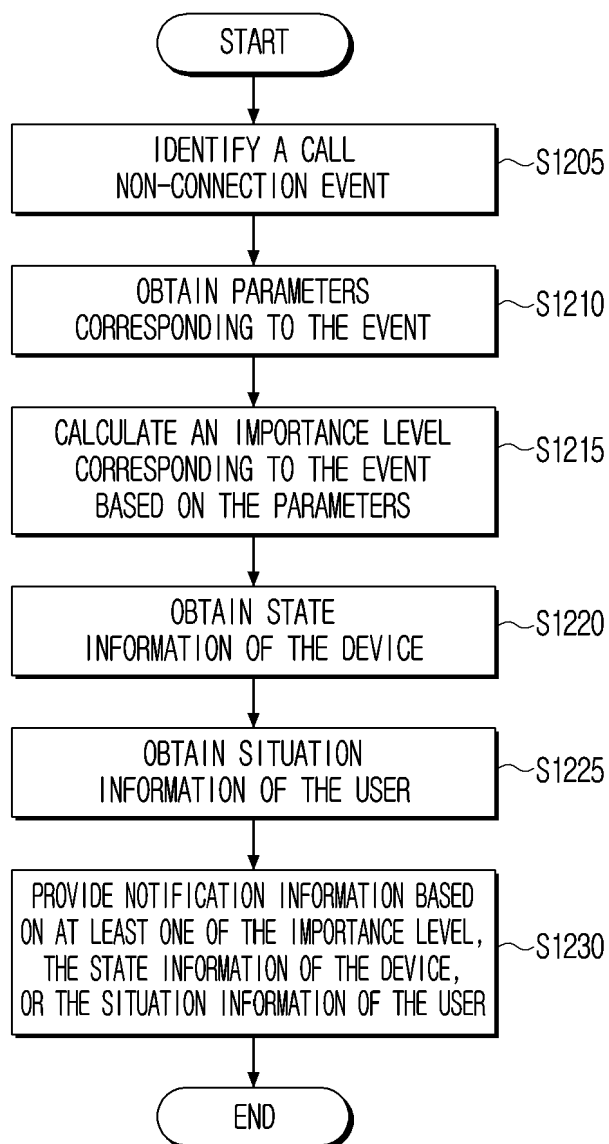 START
IDENTIFY A CALL
NON-CONNECTION EVENT
S1205
OBTAIN PARAMETERS
CORRESPONDING TO THE EVENT
S1210
CALCULATE AN IMPORTANCE LEVEL
CORRESPONDING TO THE EVENT
BASED ON THE PARAMETERS
S1215
OBTAIN STATE
INFORMATION OF THE DEVICE
S1220
OBTAIN SITUATION
INFORMATION OF THE USER
S1225
PROVIDE NOTIFICATION INFORMATION BASED
ON AT LEAST ONE OF THE IMPORTANCE LEVEL,
THE STATE INFORMATION OF THE DEVICE,
OR THE SITUATION INFORMATION OF THE USER
S1230
END